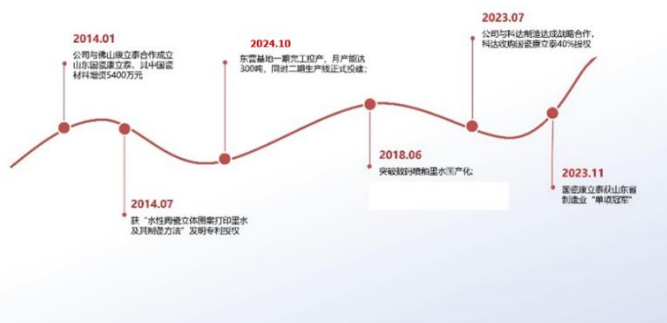 2014.01
公司与佛山康立泰合作成立
山东国瓷康立泰，其中国瓷
材料增资5400万元
2014.07
获“水性陶瓷立体图案打印墨水
及其制备方法”发明专利授权
2024.10
东营基地一期完工投产，月产能达
300吨，同时二期生产线正式投建；
2018.06
突破数码喷釉墨水国产化；
2023.07
公司与科达制造达成战略合作，
科达收购国瓷康立泰40%股权
2023.11
国瓷康立泰获山东省
制造业“单项冠军”